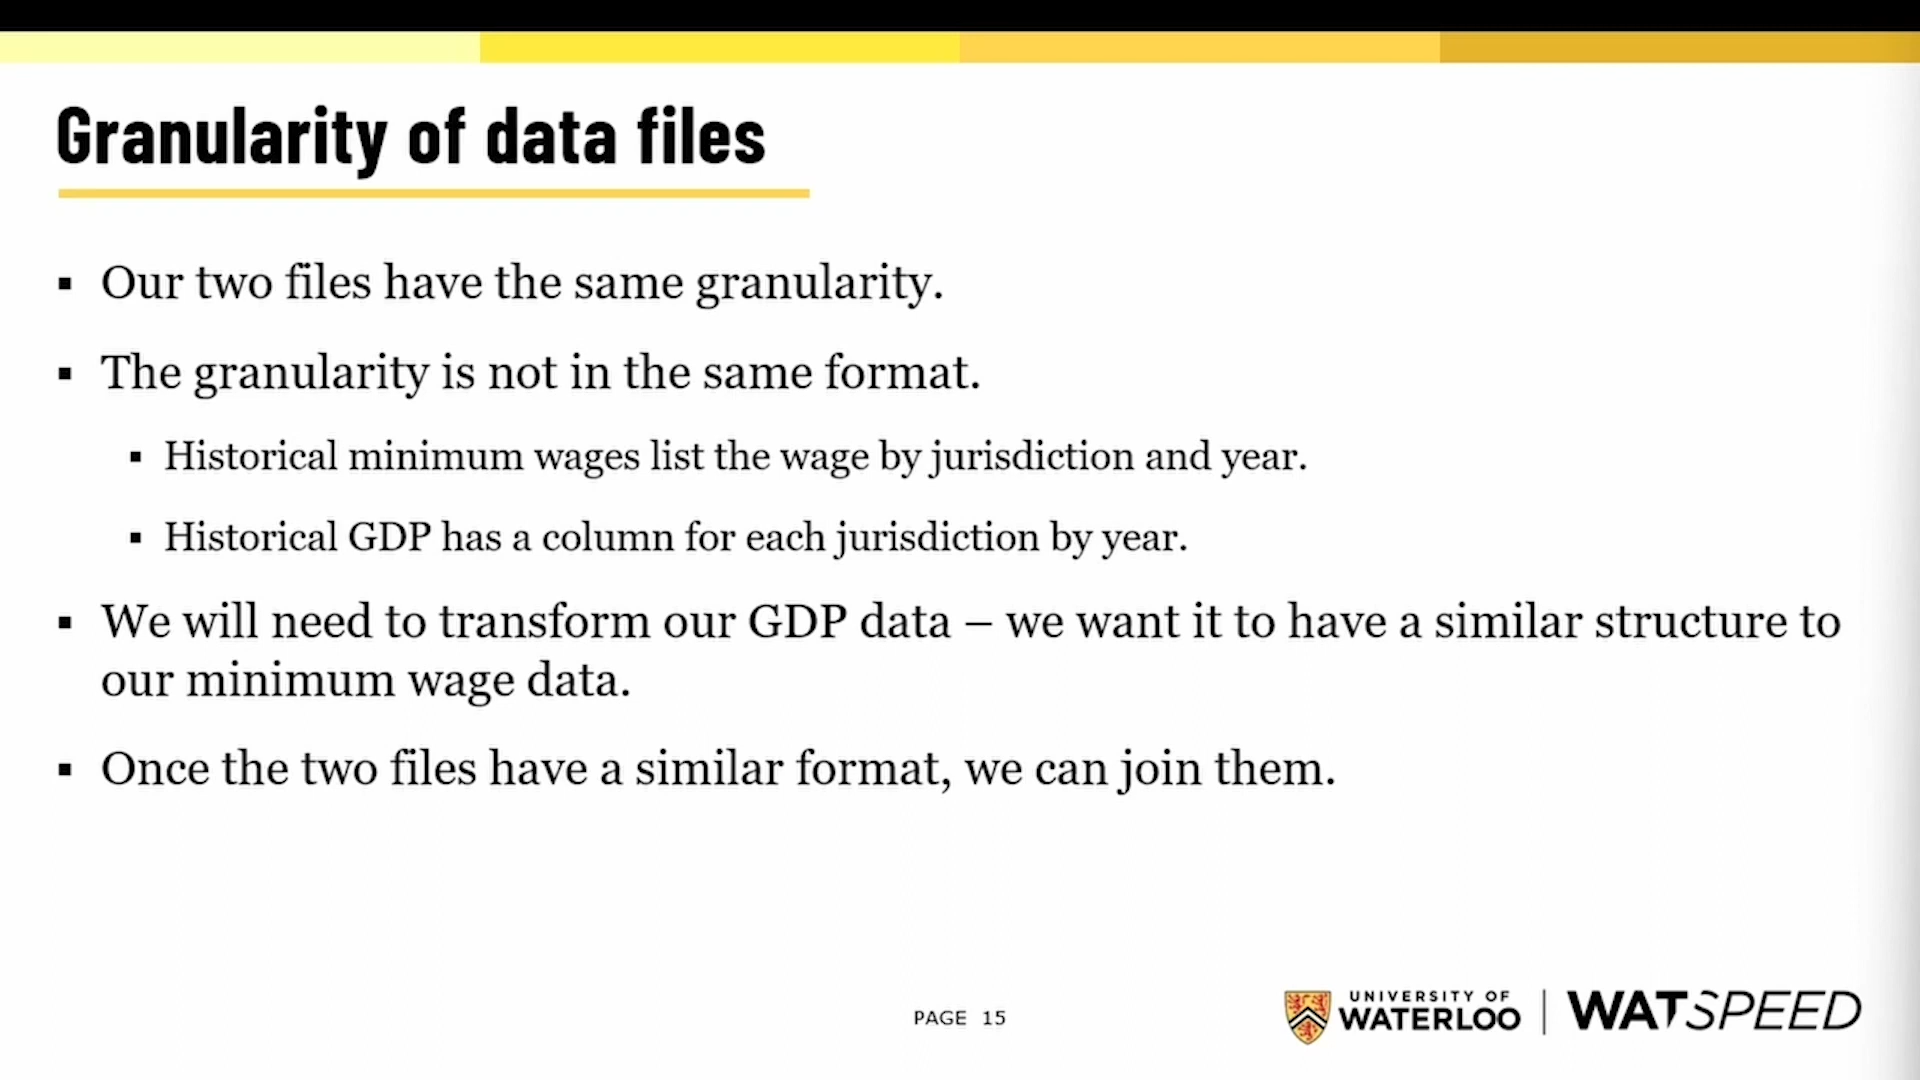 Granularity of data files
▪ Our two files have the same granularity.
▪ The granularity is not in the same format.
▪ Historical minimum wages list the wage by jurisdiction and year.
▪ Historical GDP has a column for each jurisdiction by year.
▪ We will need to transform our GDP data – we want it to have a similar structure to
our minimum wage data.
▪ Once the two files have a similar format, we can join them.
PAGE 15
UNIVERSITY OF
WATERLOO
WATSPEED